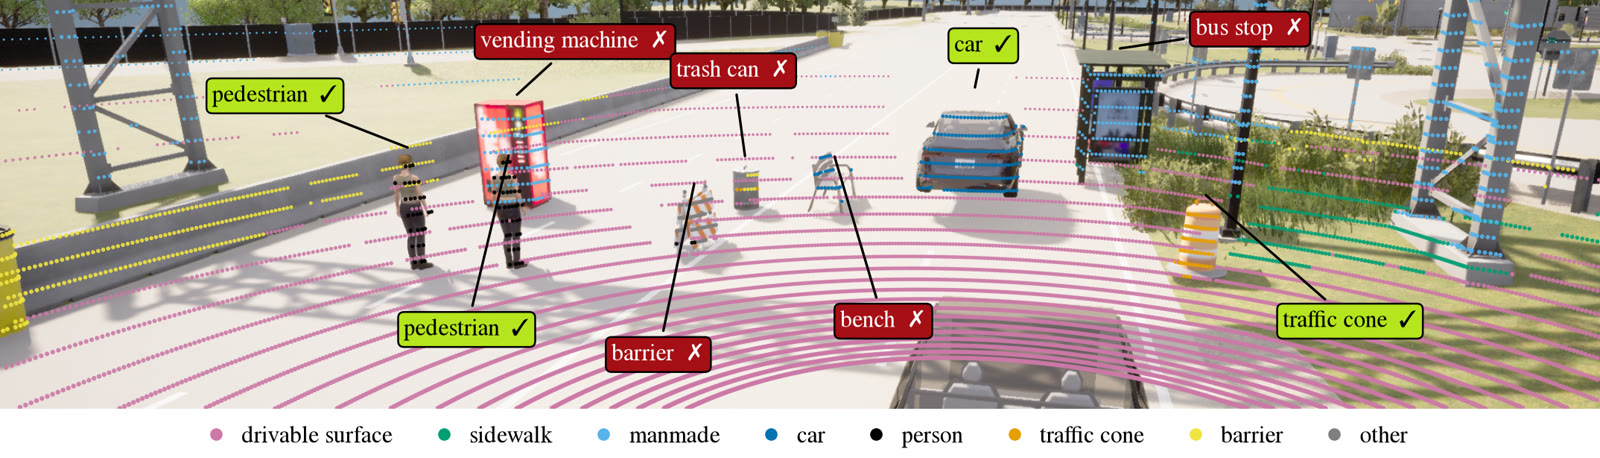 vending machine ✗
bus stop ✗
car ✓
trash can ✗
pedestrian ✓
pedestrian ✓
bench ✗
traffic cone ✓
barrier ✗
drivable surface sidewalk manmade car person traffic cone barrier other